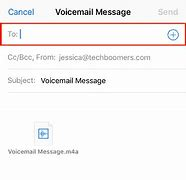 Cancel Voicemail Message Send
To:
Cc/Bcc, From: jessica@techboomers.com
Subject: Voicemail Message
Voicemail Message.m4a